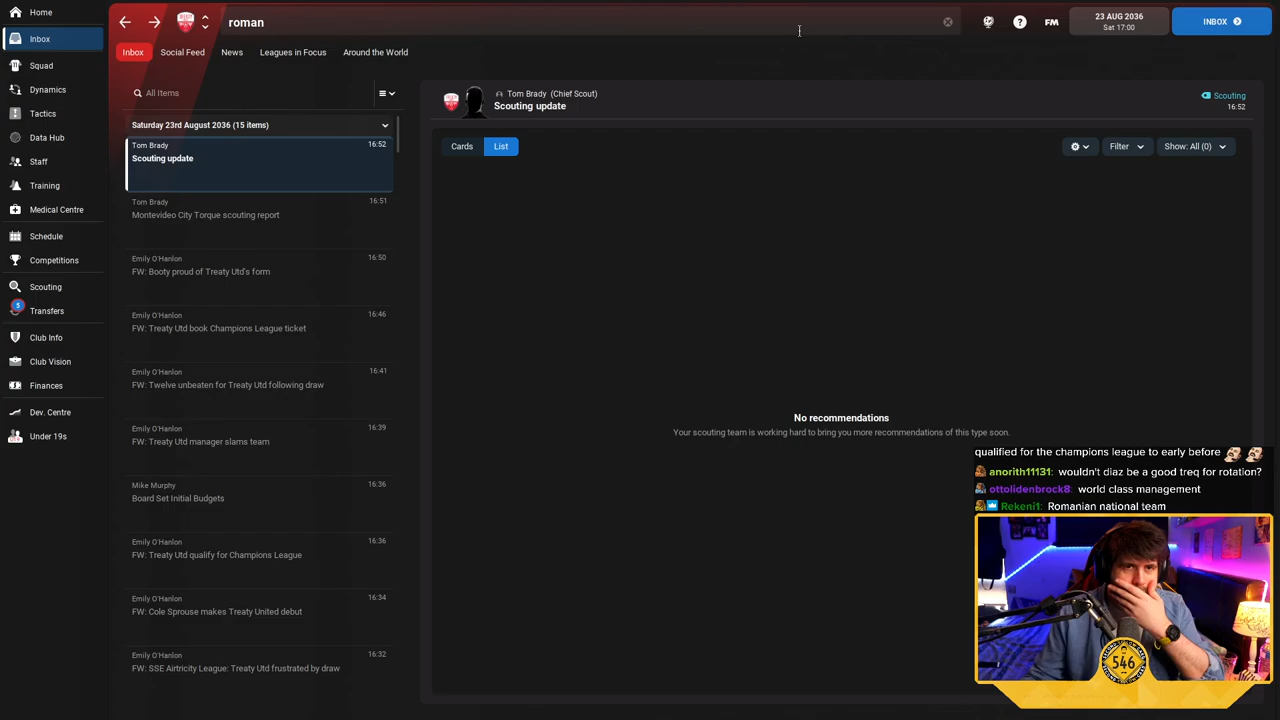 Home
Inbox
Squad
Dynamics
Tactics
Data Hub
Staff
Training
Medical Centre
Schedule
Competitions
Scouting
5
Transfers
Club Info
Club Vision
Finances
Dev. Centre
Under 19s
roman
FM
23 AUG 2036
Sat 17:00
INBOX
Inbox
Social Feed
News
Leagues in Focus
Around the World
All Items
Saturday 23rd August 2036 (15 items)
Tom Brady
16:52
Scouting update
Tom Brady
16:51
Montevideo City Torque scouting report
Emily O'Hanlon
16:50
FW: Booty proud of Treaty Utd's form
Emily O'Hanlon
16:46
FW: Treaty Utd book Champions League ticket
Emily O'Hanlon
16:41
FW: Twelve unbeaten for Treaty Utd following draw
Emily O'Hanlon
16:39
FW: Treaty Utd manager slams team
Mike Murphy
16:36
Board Set Initial Budgets
Emily O'Hanlon
16:36
FW: Treaty Utd qualify for Champions League
Emily O'Hanlon
16:34
FW: Cole Sprouse makes Treaty United debut
Emily O'Hanlon
16:32
FW: SSE Airtricity League: Treaty Utd frustrated by draw
Tom Brady (Chief Scout)
Scouting update
Scouting
16:52
Cards
List
Filter
Show: All (0)
No recommendations
Your scouting team is working hard to bring you more recommendations of this type soon.
qualified for the champions league to early before
anorith11131: wouldn't diaz be a good treq for rotation?
ottolidenbrock8: world class management
Rekeni1: Romanian national team
546